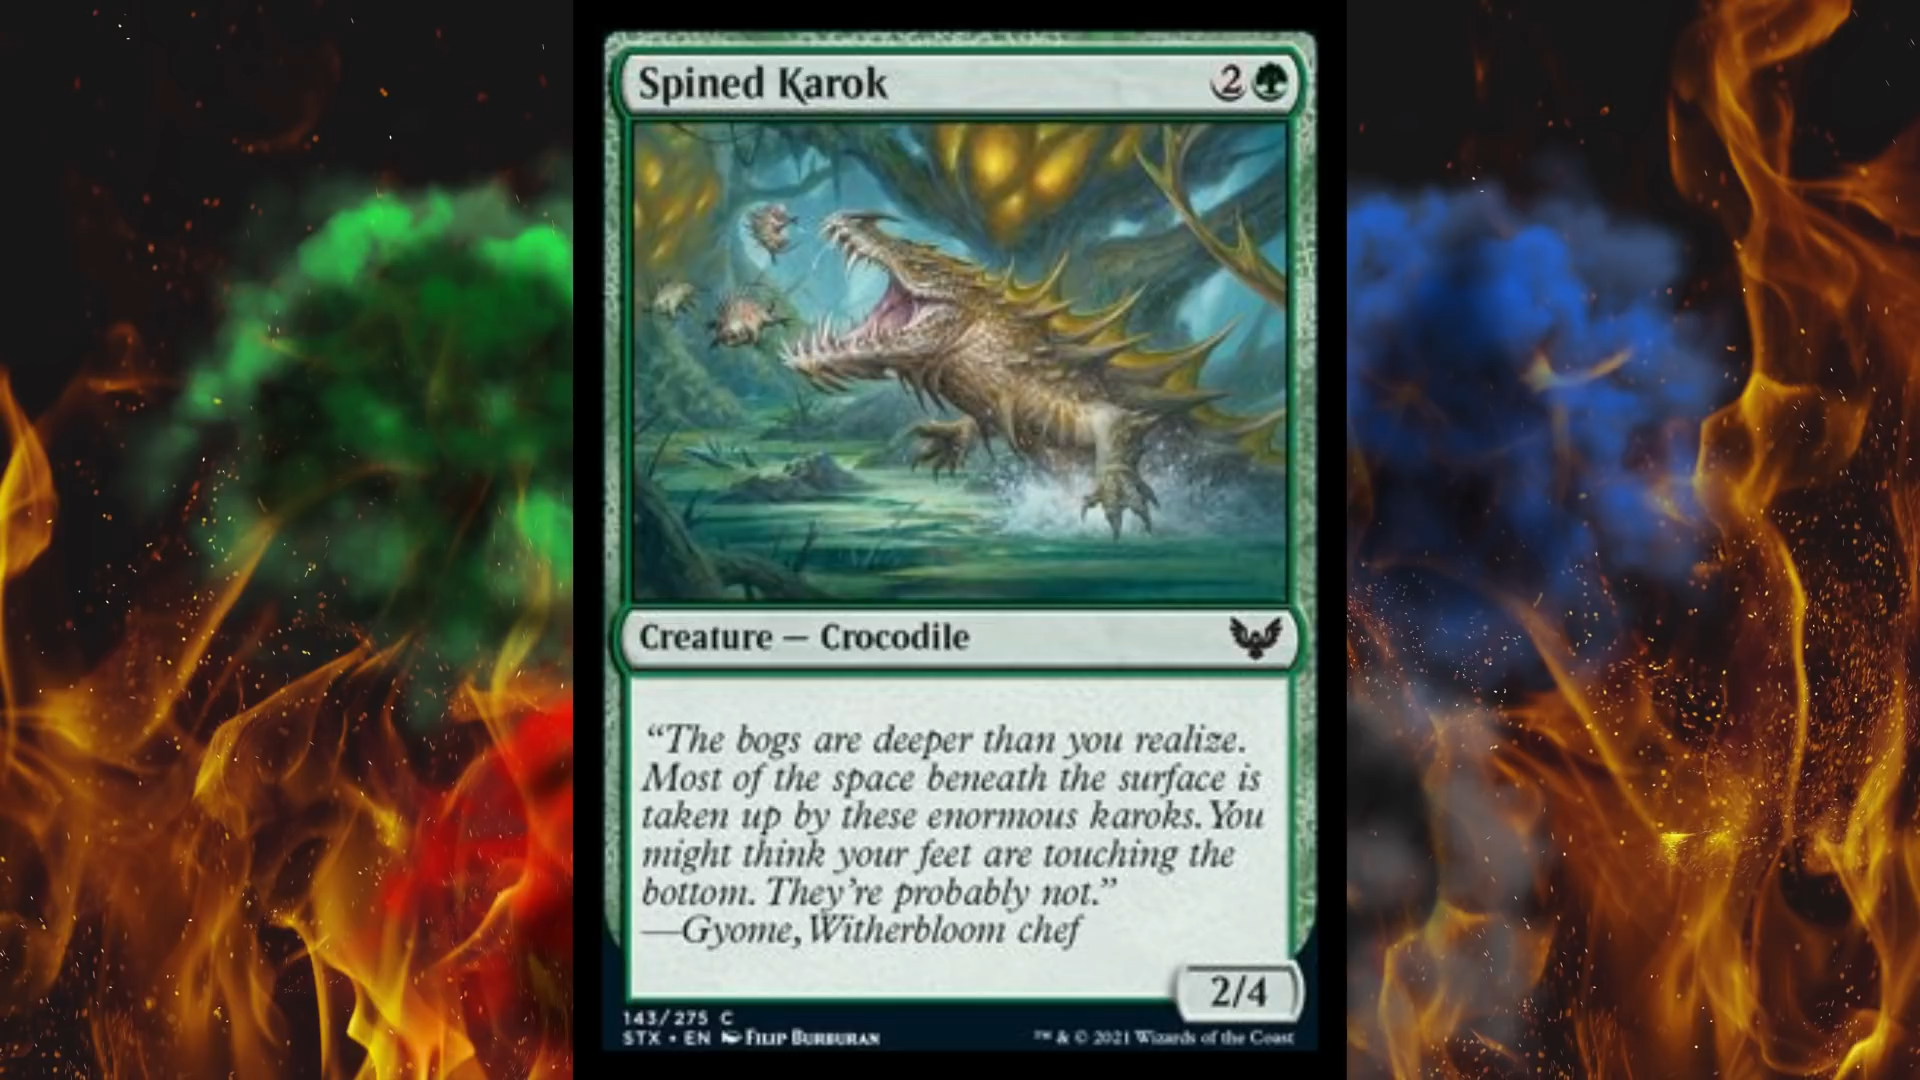 Spined Karok 2
Creature — Crocodile
“The bogs are deeper than you realize.
Most of the space beneath the surface is
taken up by these enormous karoks. You
might think your feet are touching the
bottom. They’re probably not.”
—Gyome, Witherbloom chef
2/4
143/275 C
STX • EN Filip Burburan ™ & © 2021 Wizards of the Coast